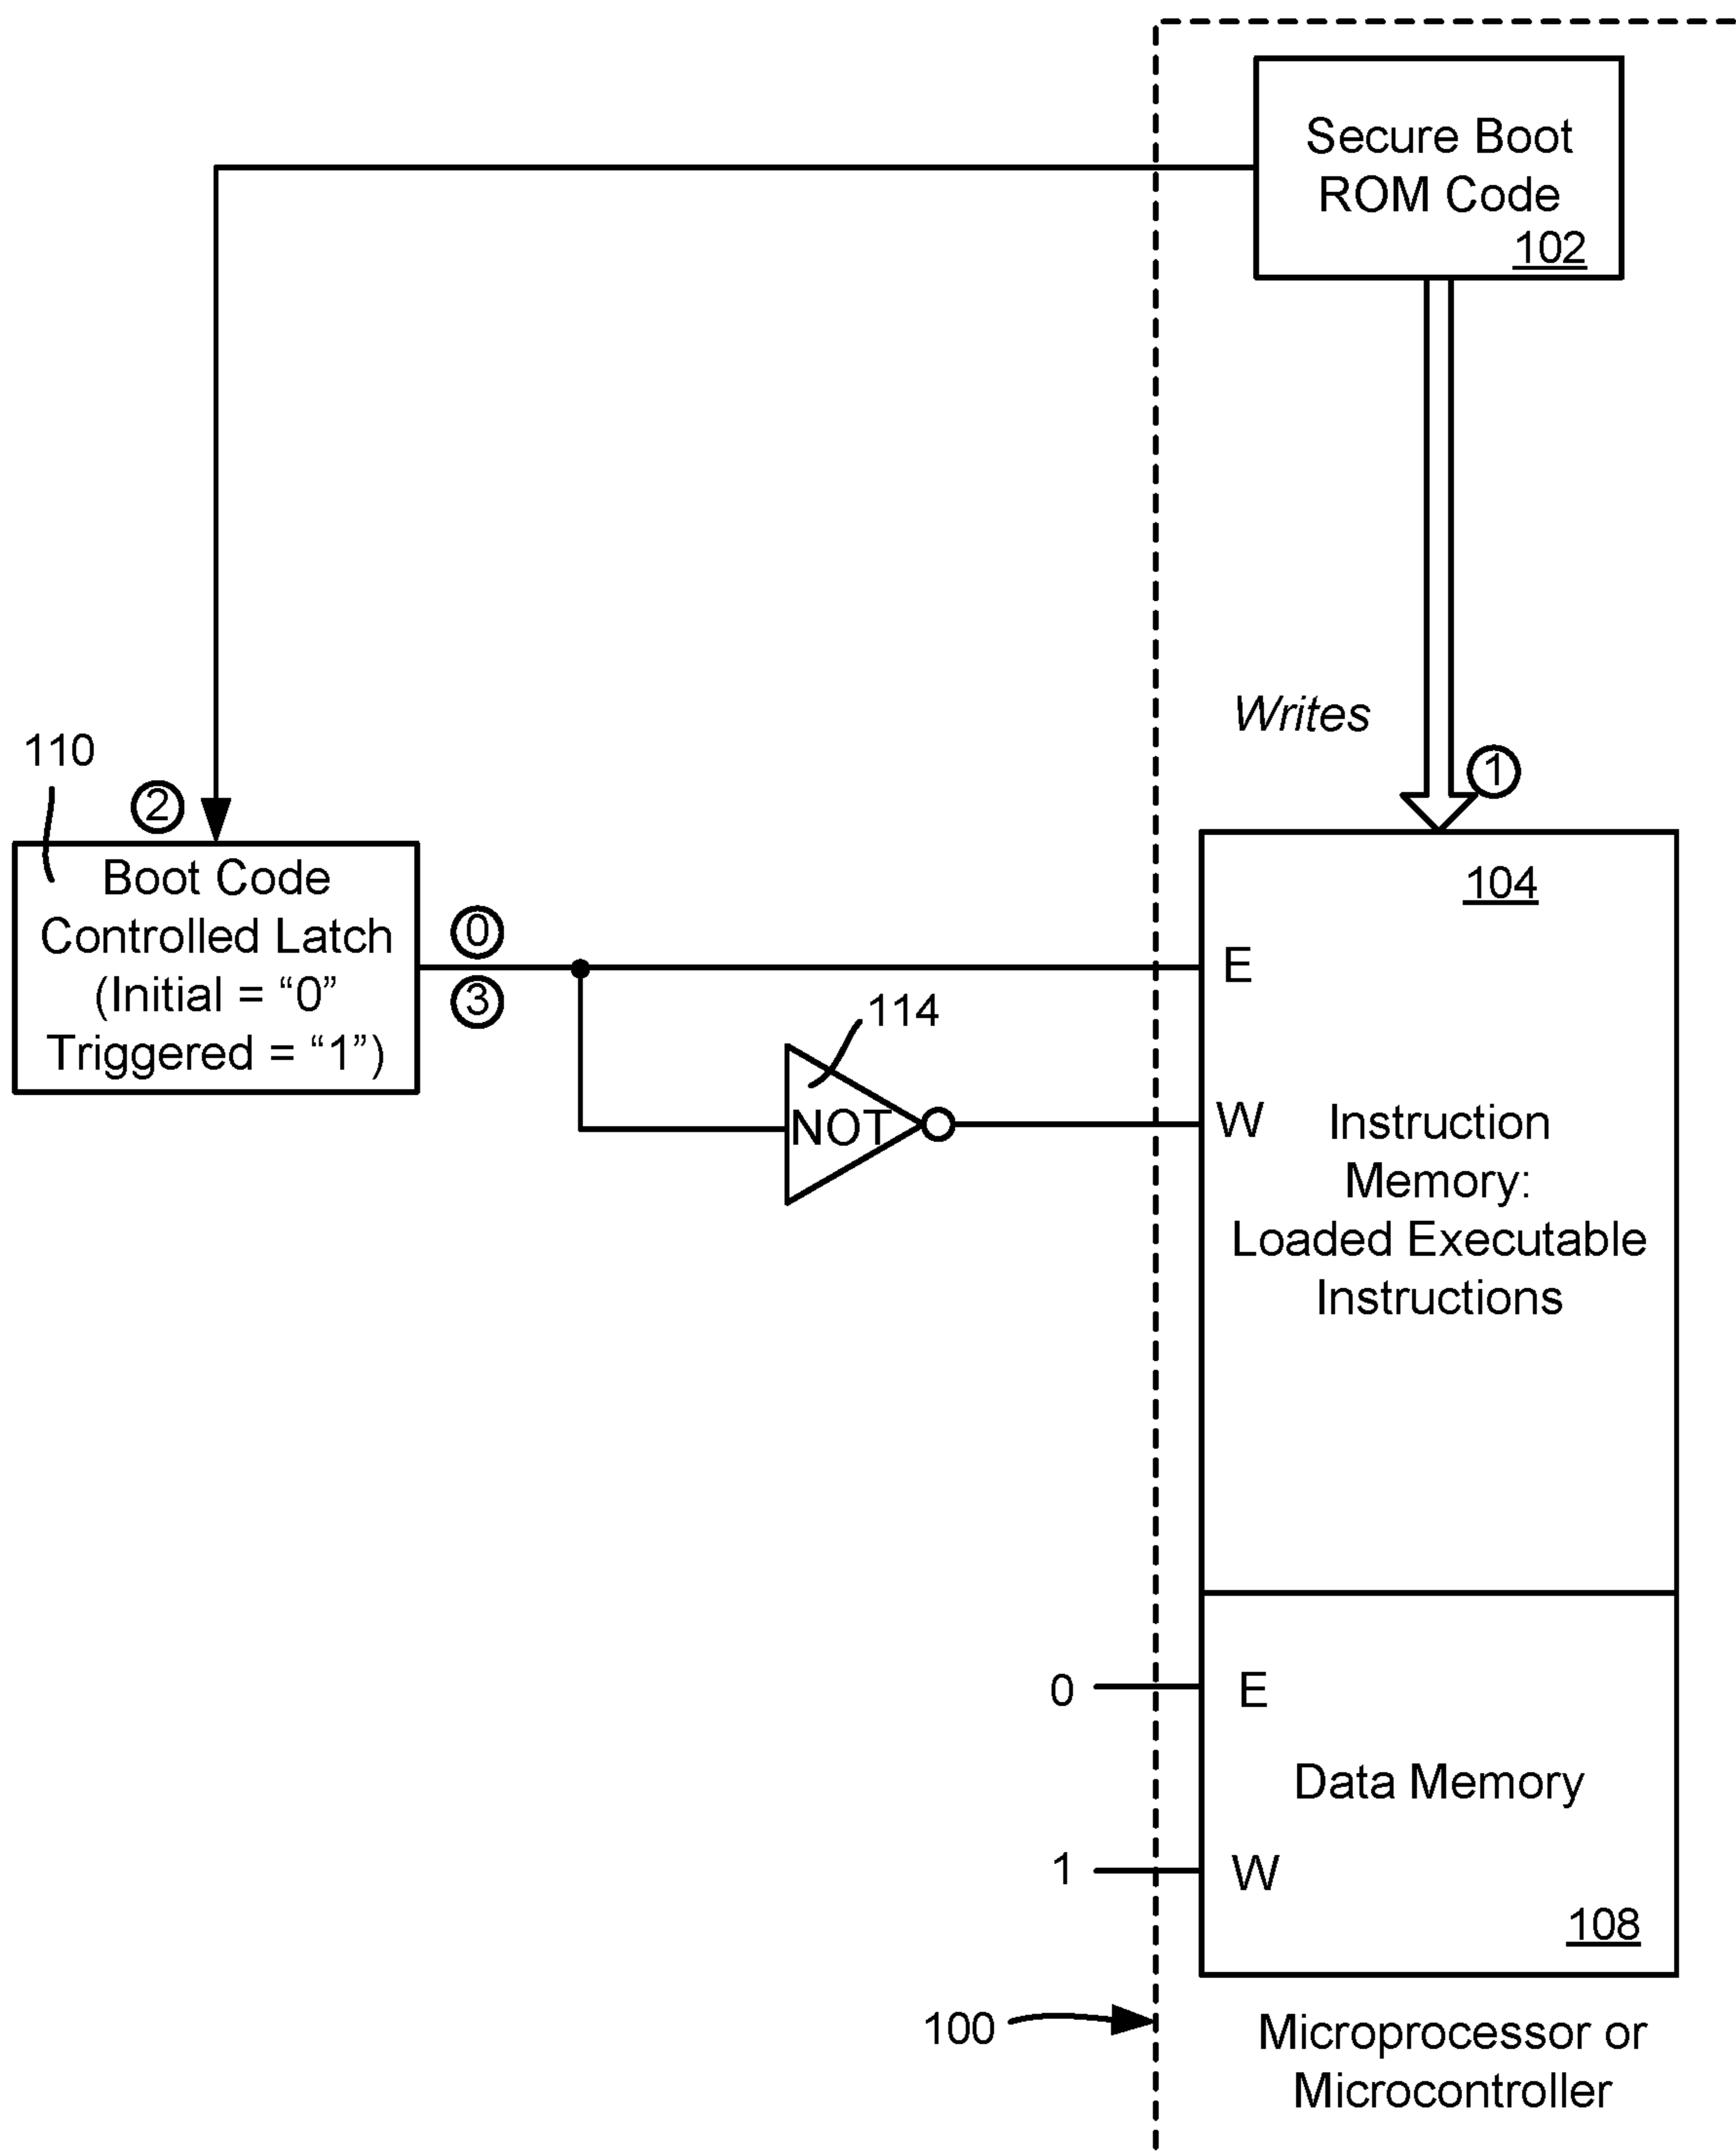 Secure Boot
ROM Code
102
Writes
1
110
2
Boot Code
Controlled Latch
(Initial = “0”
Triggered = “1”)
0
3
104
E
114
NOT
W
Instruction
Memory:
Loaded Executable
Instructions
0
E
Data Memory
1
W
108
100
Microprocessor or
Microcontroller